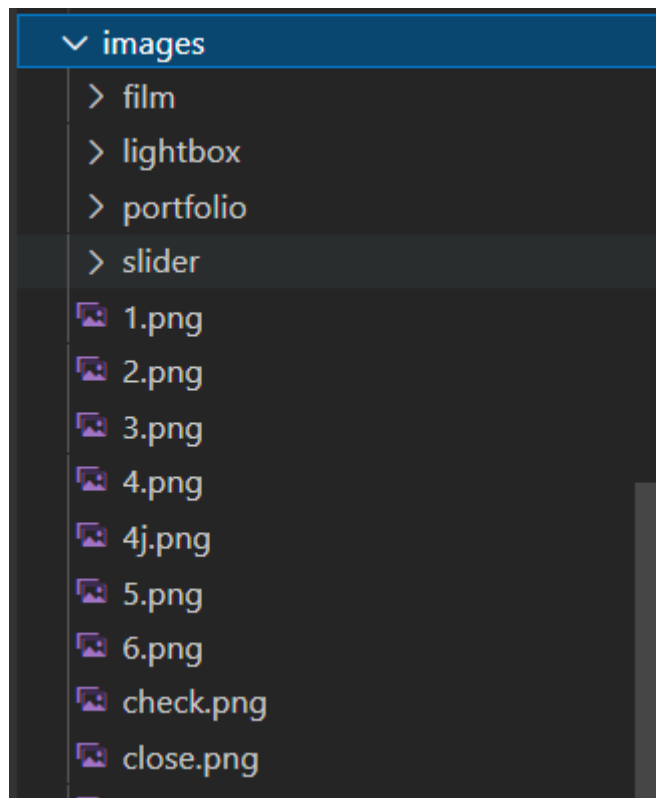 images
film
lightbox
portfolio
slider
1.png
2.png
3.png
4.png
4j.png
5.png
6.png
check.png
close.png